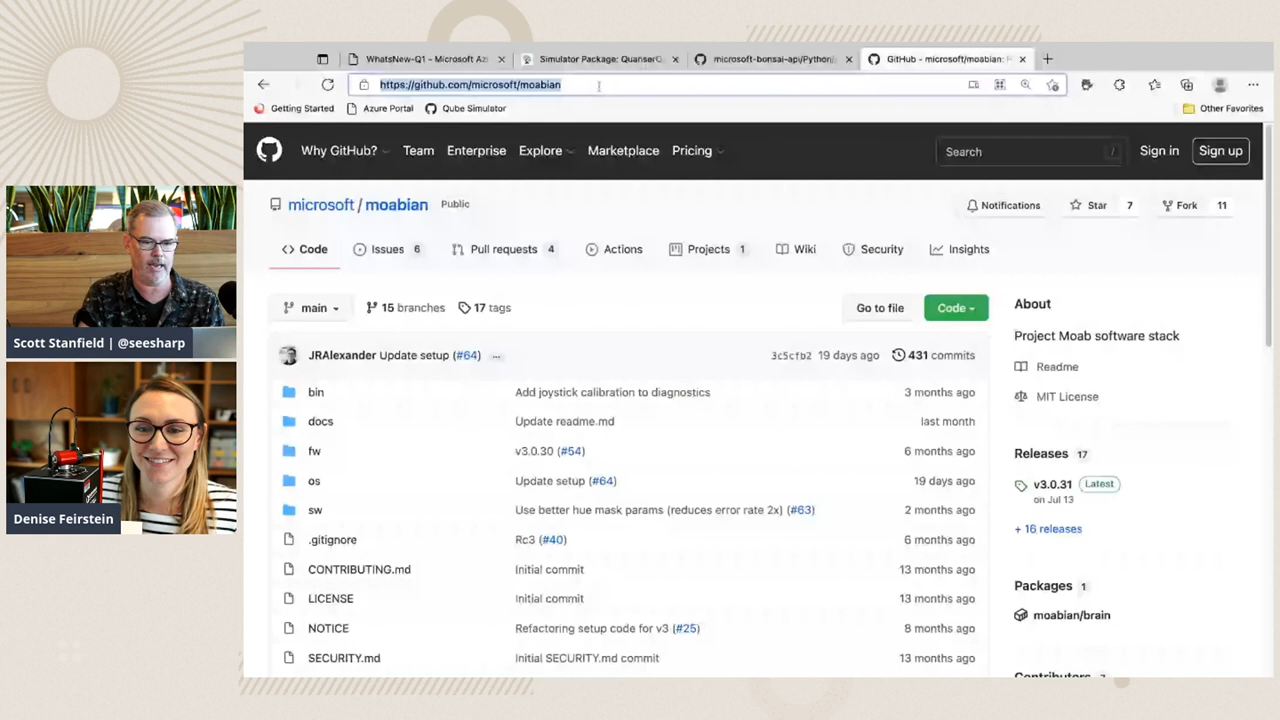 WhatsNew-Q1 - Microsoft Az
Simulator Package: QuanserQ
microsoft-bonsai-api/Python/
GitHub - microsoft/moabian: P
https://github.com/microsoft/moabian
Getting Started
Azure Portal
Qube Simulator
Other Favorites
Why GitHub?
Team
Enterprise
Explore
Marketplace
Pricing
Search
/
Sign in
Sign up
microsoft / moabian
Public
Notifications
Star 7
Fork 11
Code
Issues 6
Pull requests 4
Actions
Projects 1
Wiki
Security
Insights
main
15 branches
17 tags
Go to file
Code
JRAlexander Update setup (#64) ...
3c5cfb2 19 days ago
431 commits
bin Add joystick calibration to diagnostics 3 months ago
docs Update readme.md last month
fw v3.0.30 (#54) 6 months ago
os Update setup (#64) 19 days ago
sw Use better hue mask params (reduces error rate 2x) (#63) 2 months ago
.gitignore Rc3 (#40) 6 months ago
CONTRIBUTING.md Initial commit 13 months ago
LICENSE Initial commit 13 months ago
NOTICE Refactoring setup code for v3 (#25) 8 months ago
SECURITY.md Initial SECURITY.md commit 13 months ago
About
Project Moab software stack
Readme
MIT License
Releases 17
v3.0.31 Latest
on Jul 13
+ 16 releases
Packages 1
moabian/brain
Scott Stanfield | @seesharp
Denise Feirstein